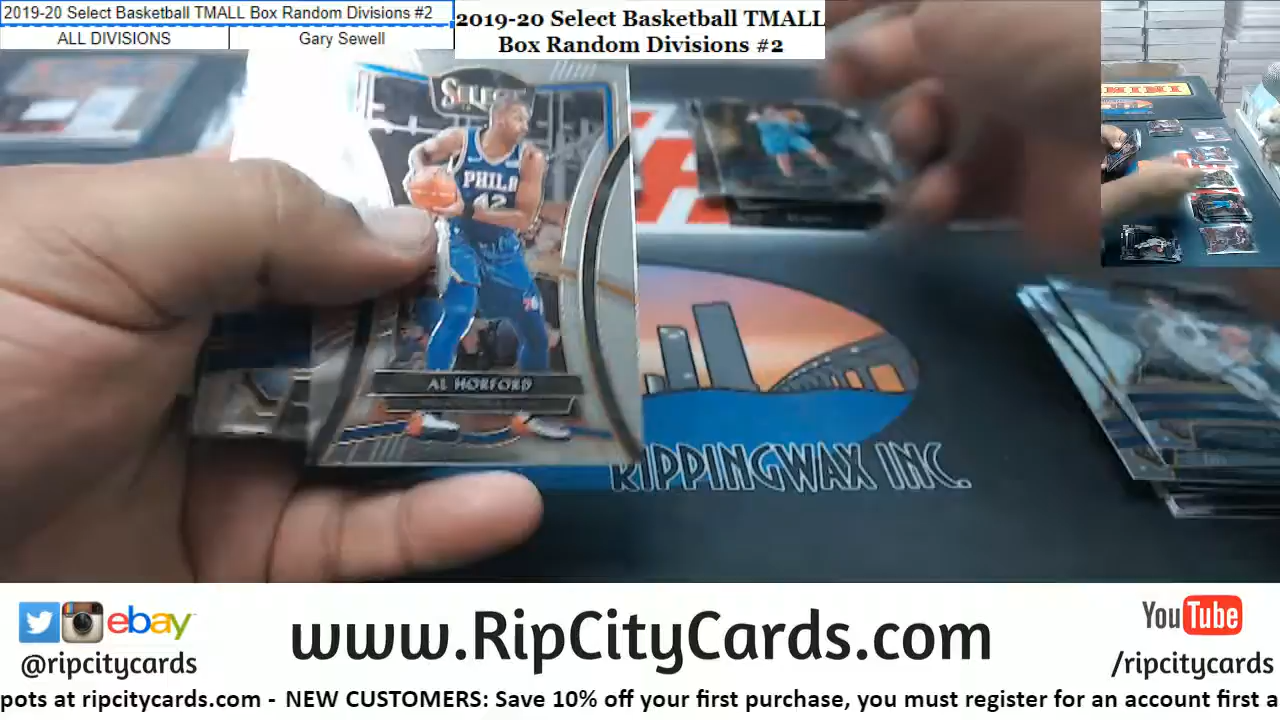 2019-20 Select Basketball TMALL Box Random Divisions #2
ALL DIVISIONS
Gary Sewell
2019-20 Select Basketball TMALL
Box Random Divisions #2
SELECT
PHILA
42
AL HORFORD
PANINI
RIPPINGWAX INC.
ebay
@ripcitycards
www.RipCityCards.com
YouTube
/ripcitycards
pots at ripcitycards.com - NEW CUSTOMERS: Save 10% off your first purchase, you must register for an account first a